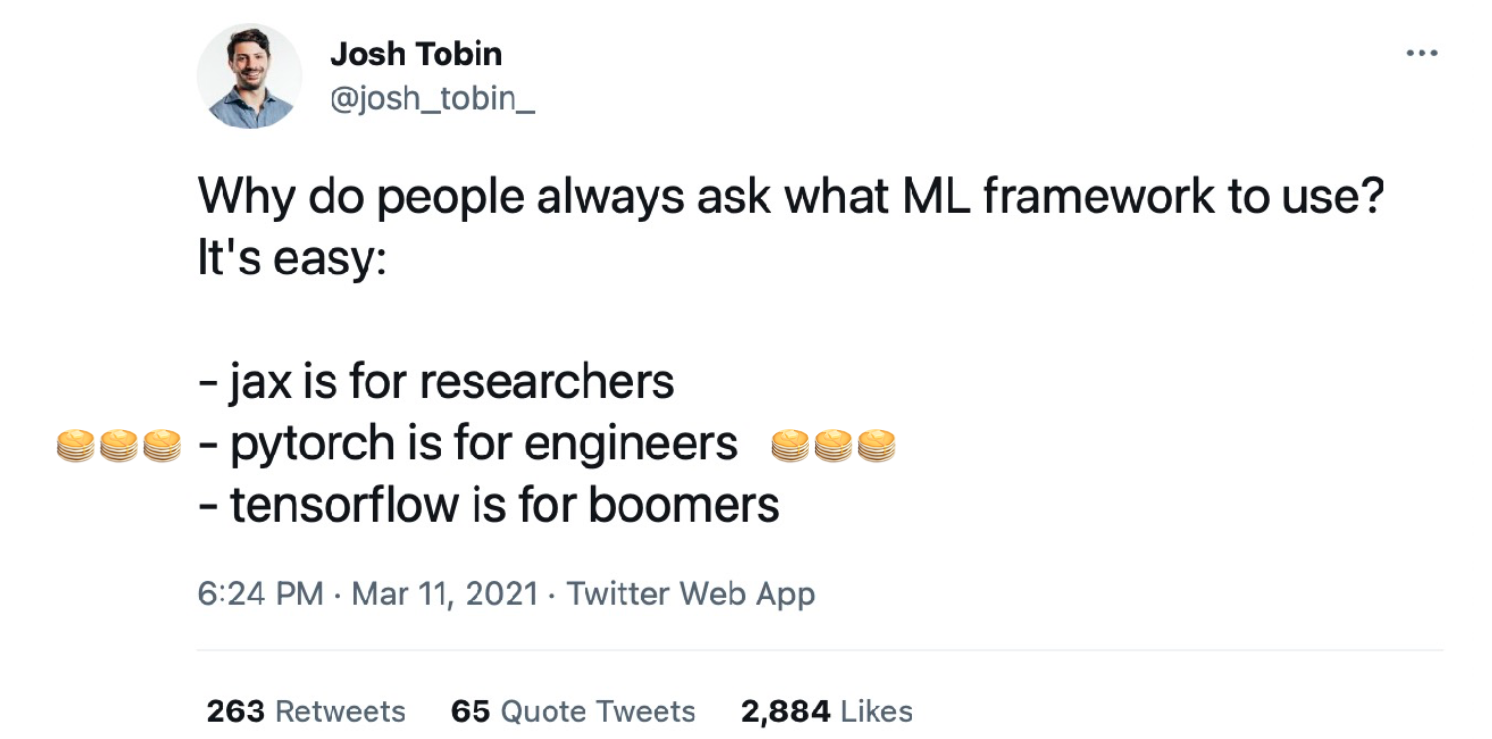 Josh Tobin
@josh_tobin_
Why do people always ask what ML framework to use?
It's easy:
- jax is for researchers
🥞🥞🥞 - pytorch is for engineers 🥞🥞🥞
- tensorflow is for boomers
6:24 PM · Mar 11, 2021 · Twitter Web App
263 Retweets 65 Quote Tweets 2,884 Likes